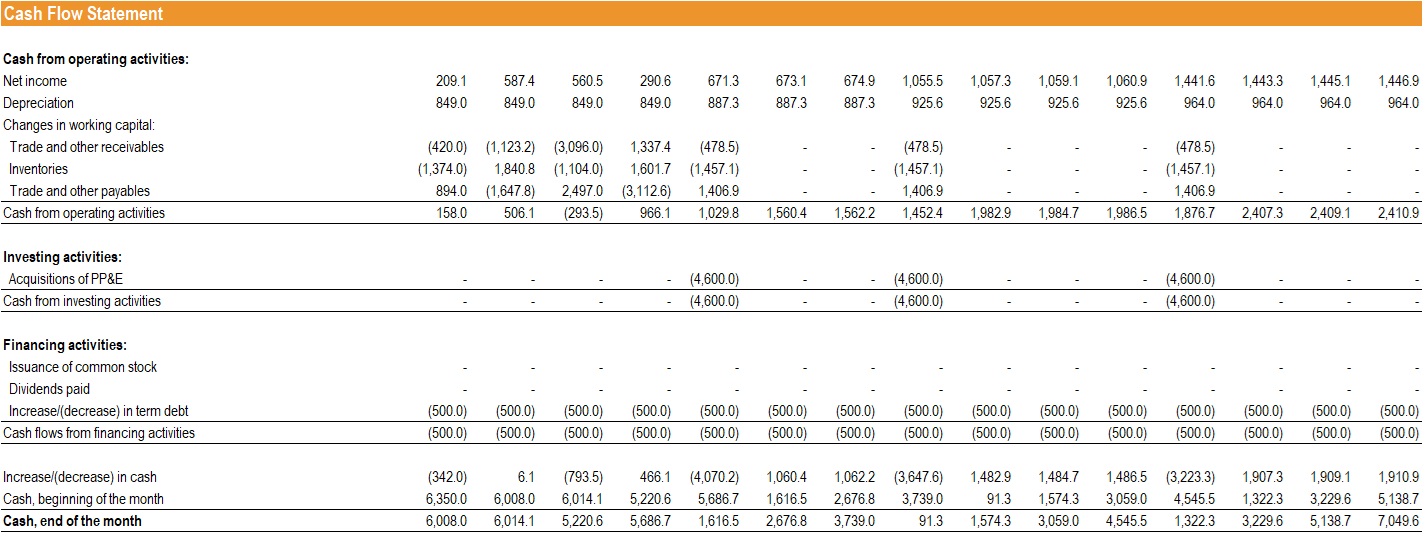 Cash Flow Statement
Cash from operating activities:
Net income 209.1 587.4 560.5 290.6 671.3 673.1 674.9 1,055.5 1,057.3 1,059.1 1,060.9 1,441.6 1,443.3 1,445.1 1,446.9
Depreciation 849.0 849.0 849.0 849.0 887.3 887.3 887.3 925.6 925.6 925.6 925.6 964.0 964.0 964.0 964.0
Changes in working capital:
Trade and other receivables (420.0) (1,123.2) (3,096.0) 1,337.4 (478.5) - - (478.5) - - - (478.5) - - -
Inventories (1,374.0) 1,840.8 (1,104.0) 1,601.7 (1,457.1) - - (1,457.1) - - - (1,457.1) - - -
Trade and other payables 894.0 (1,647.8) 2,497.0 (3,112.6) 1,406.9 - - 1,406.9 - - - 1,406.9 - - -
Cash from operating activities 158.0 506.1 (293.5) 966.1 1,029.8 1,560.4 1,562.2 1,452.4 1,982.9 1,984.7 1,986.5 1,876.7 2,407.3 2,409.1 2,410.9
Investing activities:
Acquisitions of PP&E - - - - (4,600.0) - - (4,600.0) - - - (4,600.0) - - -
Cash from investing activities - - - - (4,600.0) - - (4,600.0) - - - (4,600.0) - - -
Financing activities:
Issuance of common stock - - - - - - - - - - - - - - -
Dividends paid - - - - - - - - - - - - - - -
Increase/(decrease) in term debt (500.0) (500.0) (500.0) (500.0) (500.0) (500.0) (500.0) (500.0) (500.0) (500.0) (500.0) (500.0) (500.0) (500.0) (500.0)
Cash flows from financing activities (500.0) (500.0) (500.0) (500.0) (500.0) (500.0) (500.0) (500.0) (500.0) (500.0) (500.0) (500.0) (500.0) (500.0) (500.0)
Increase/(decrease) in cash (342.0) 6.1 (793.5) 466.1 (4,070.2) 1,060.4 1,062.2 (3,647.6) 1,482.9 1,484.7 1,486.5 (3,223.3) 1,907.3 1,909.1 1,910.9
Cash, beginning of the month 6,350.0 6,008.0 6,014.1 5,220.6 5,686.7 1,616.5 2,676.8 3,739.0 91.3 1,574.3 3,059.0 4,545.5 1,322.3 3,229.6 5,138.7
Cash, end of the month 6,008.0 6,014.1 5,220.6 5,686.7 1,616.5 2,676.8 3,739.0 91.3 1,574.3 3,059.0 4,545.5 1,322.3 3,229.6 5,138.7 7,049.6